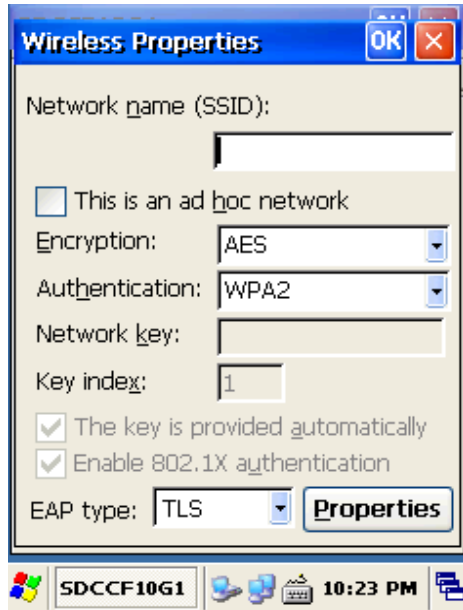 Wireless Properties OK
Network name (SSID):
This is an ad hoc network
Encryption: AES
Authentication: WPA2
Network key:
Key index: 1
The key is provided automatically
Enable 802.1X authentication
EAP type: TLS Properties
SDCCF10G1 10:23 PM